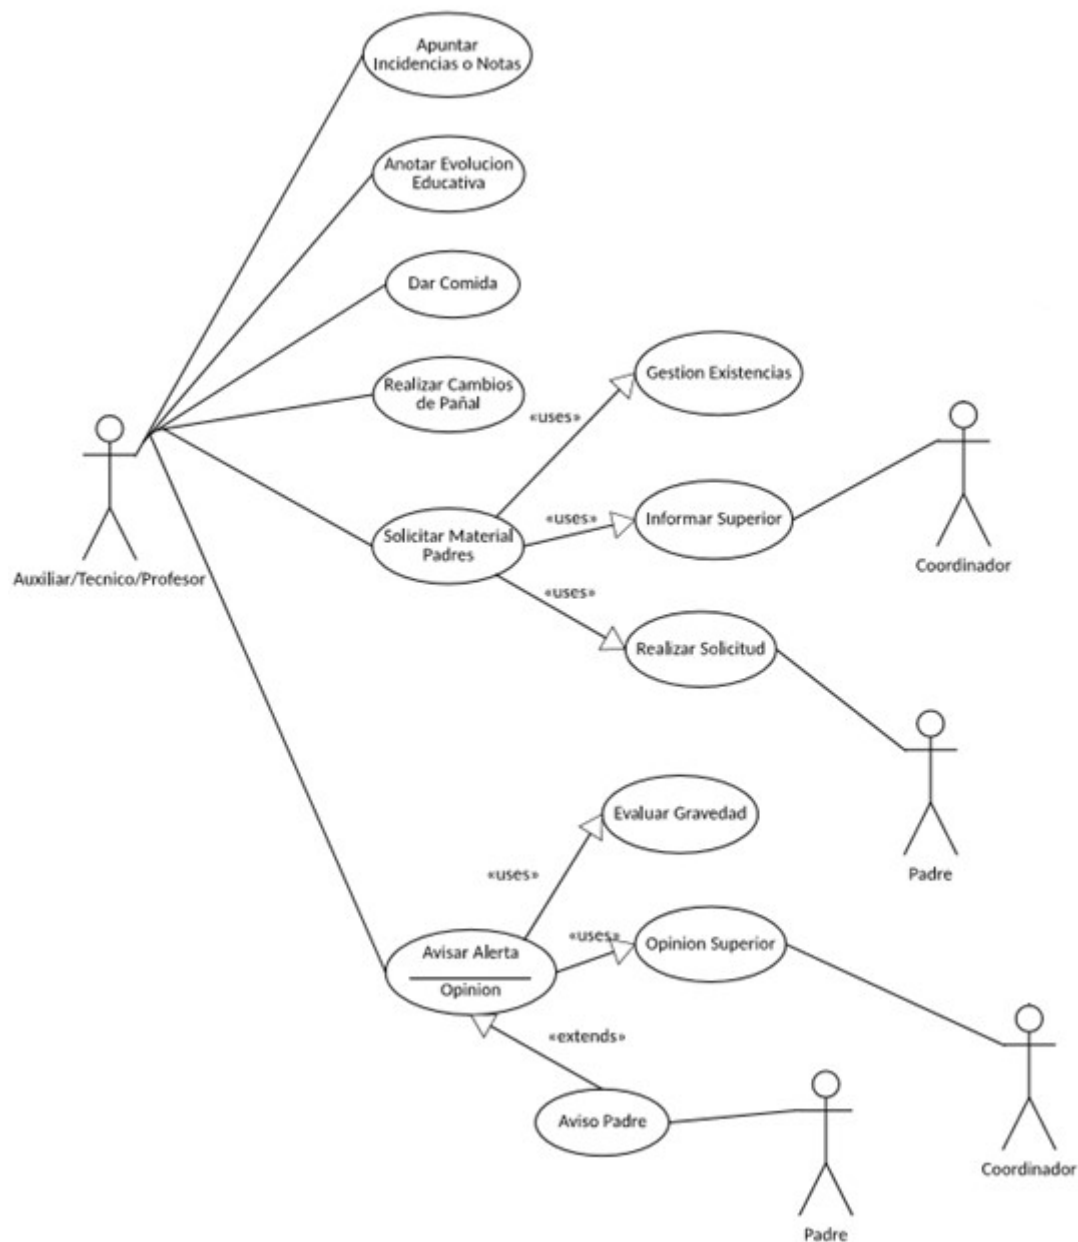 Apuntar
Incidencias o Notas
Anotar Evolucion
Educativa
Dar Comida
Realizar Cambios
de Pañal
Gestion Existencias
«uses»
«uses»
Informar Superior
Solicitar Material
Padres
Coordinador
Auxiliar/Tecnico/Profesor
«uses»
Realizar Solicitud
Evaluar Gravedad
Padre
«uses»
«uses»
Opinion Superior
Avisar Alerta
Opinion
«extends»
Aviso Padre
Coordinador
Padre